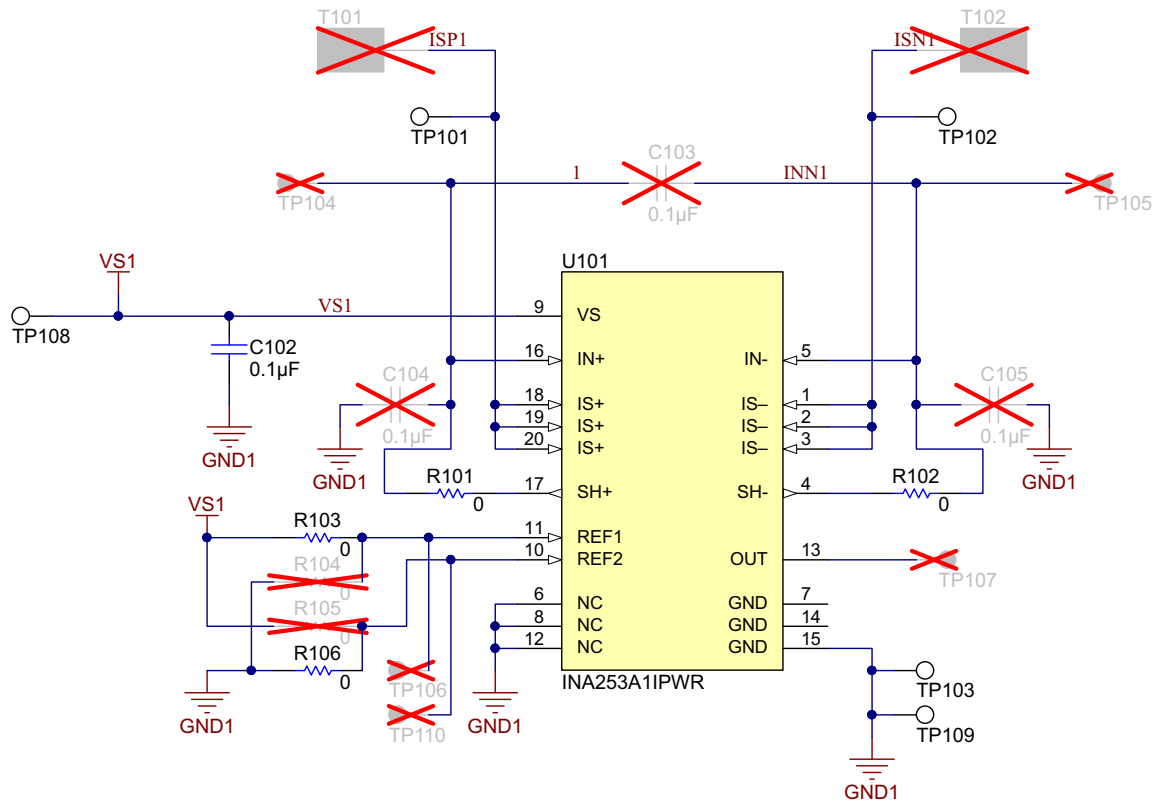 T101
T102
ISP1
ISN1
TP101
TP102
C103
1
INN1
0.1µF
TP104
TP105
VS1
U101
VS1
9
VS
TP108
C102
0.1µF
16
IN+
IN-
5
C104
C105
18
IS+
IS–
1
19
IS+
IS–
2
0.1µF
0.1µF
20
IS+
IS–
3
GND1
GND1
GND1
R101
17
SH+
SH-
4
R102
0
0
VS1
R103
11
REF1
0
10
REF2
OUT
13
R104
TP107
0
R105
6
NC
GND
7
0
8
NC
GND
14
R106
12
NC
GND
15
0
TP106
TP103
INA253A1IPWR
GND1
GND1
TP110
TP109
GND1